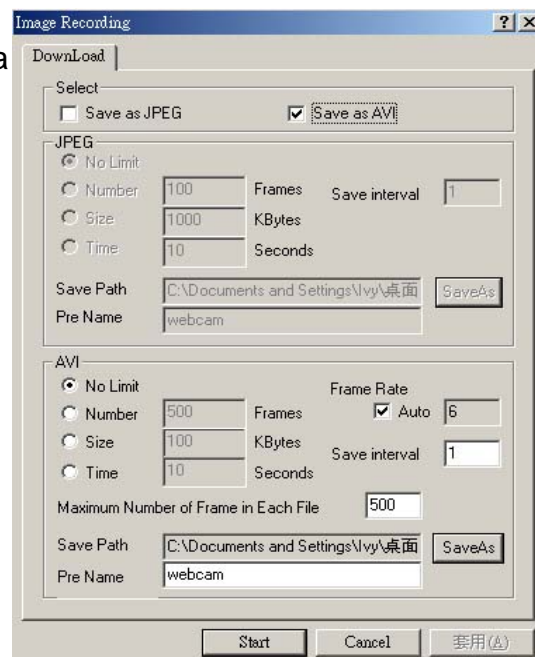 Image Recording
a
DownLoad
Select
Save as JPEG Save as AVI
JPEG
No Limit
Number 100 Frames Save interval 1
Size 1000 KBytes
Time 10 Seconds
Save Path C:\Documents and Settings\Ivy\桌面 SaveAs
Pre Name webcam
AVI
No Limit Frame Rate
Number 500 Frames Auto 6
Size 100 KBytes
Save interval 1
Time 10 Seconds
Maximum Number of Frame in Each File 500
Save Path C:\Documents and Settings\Ivy\桌面 SaveAs
Pre Name webcam
Start Cancel 套用(A)